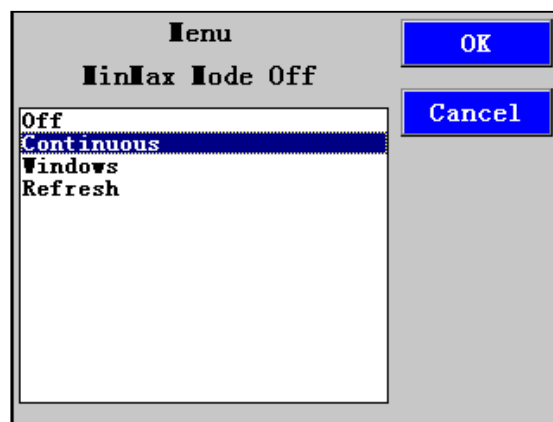 Menu
MinMax Mode Off
OK
Cancel
Off
Continuous
Windows
Refresh